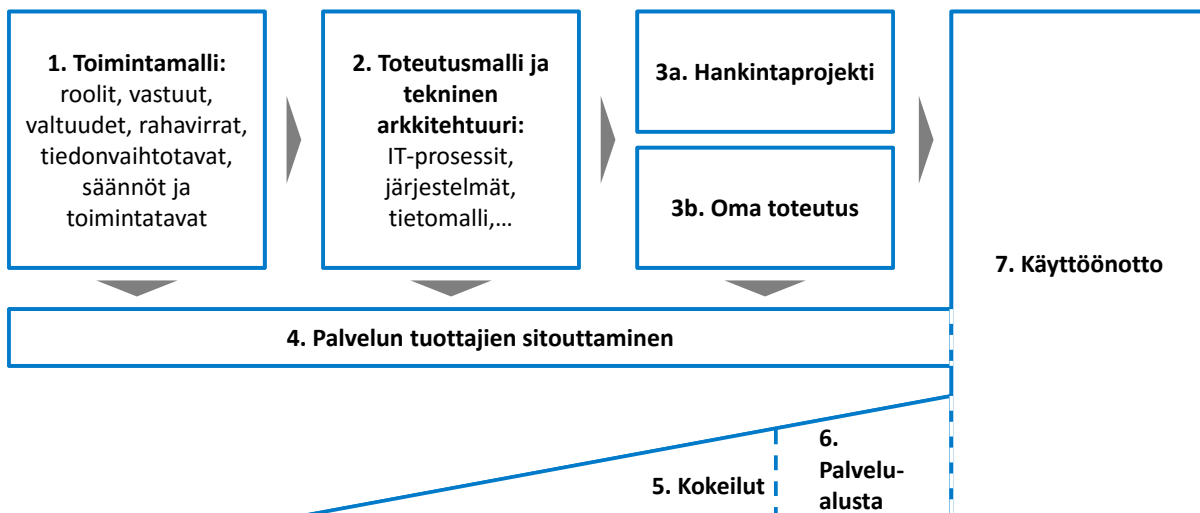 1. Toimintamalli:
roolit, vastuut,
valtuudet, rahavirrat,
tiedonvaihtotavat,
säännöt ja
toimintatavat
2. Toteutusmalli ja
tekninen
arkkitehtuuri:
IT-prosessit,
järjestelmät,
tietomalli,…
3a. Hankintaprojekti
3b. Oma toteutus
7. Käyttöönotto
4. Palvelun tuottajien sitouttaminen
5. Kokeilut
6.
Palvelu-
alusta